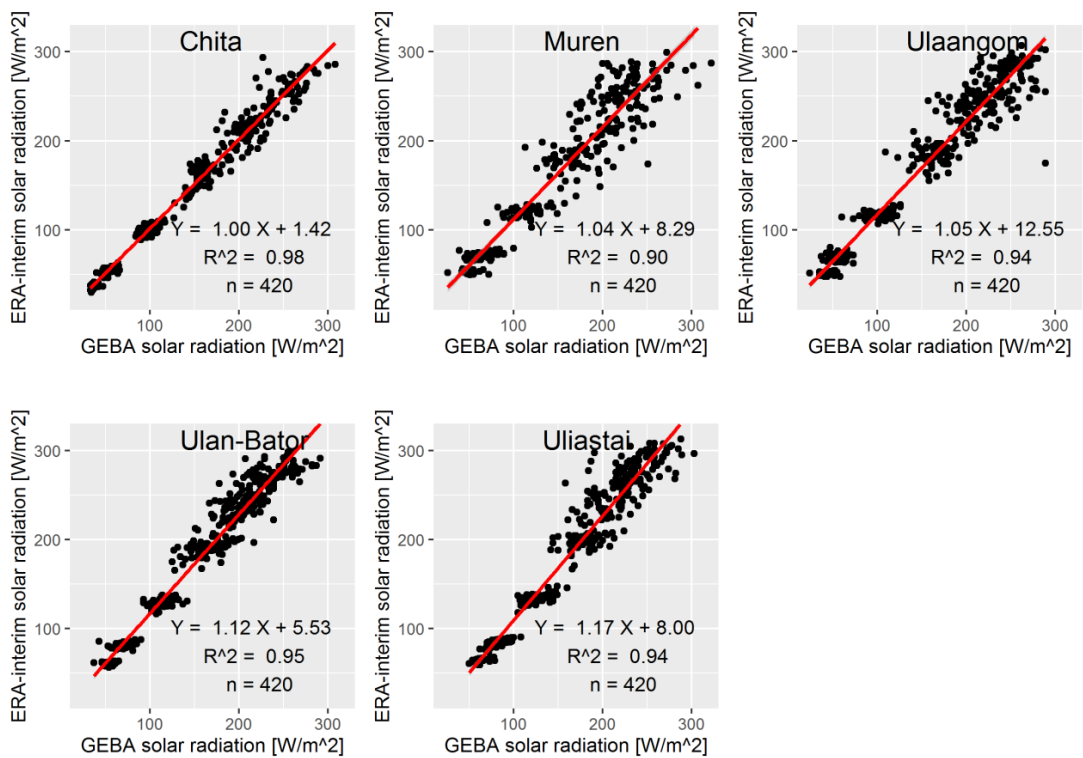 Chita
300
200
100
ERA-interim solar radiation [W/m^2]
Y = 1.00 X + 1.42
R^2 = 0.98
n = 420
100 200 300
GEBA solar radiation [W/m^2]
Muren
300
200
100
ERA-interim solar radiation [W/m^2]
Y = 1.04 X + 8.29
R^2 = 0.90
n = 420
100 200 300
GEBA solar radiation [W/m^2]
Ulaangom
300
200
100
ERA-interim solar radiation [W/m^2]
Y = 1.05 X + 12.55
R^2 = 0.94
n = 420
100 200 300
GEBA solar radiation [W/m^2]
Ulan-Bator
300
200
100
ERA-interim solar radiation [W/m^2]
Y = 1.12 X + 5.53
R^2 = 0.95
n = 420
100 200 300
GEBA solar radiation [W/m^2]
Uliastai
300
200
100
ERA-interim solar radiation [W/m^2]
Y = 1.17 X + 8.00
R^2 = 0.94
n = 420
100 200 300
GEBA solar radiation [W/m^2]